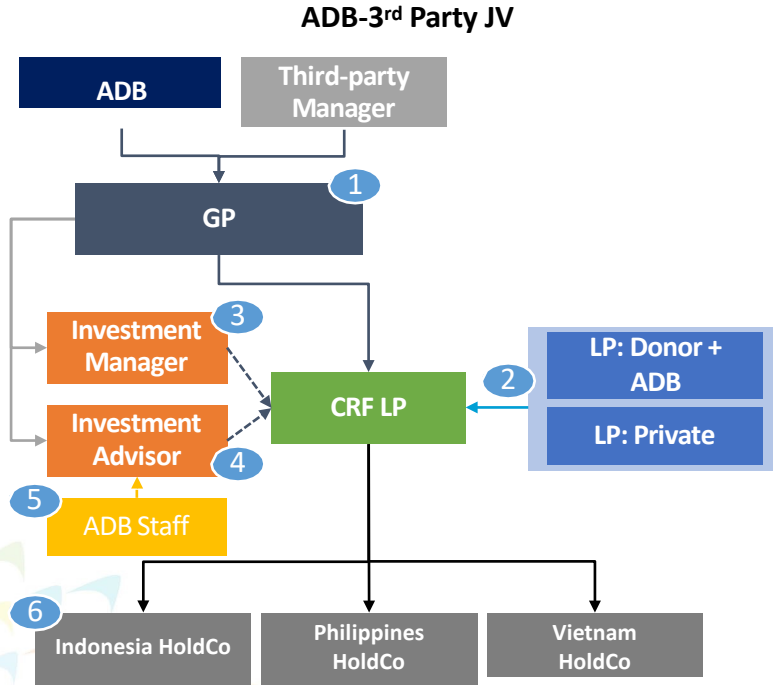 ADB-3rd Party JV
ADB
Third-party
Manager
1
GP
3
Investment
Manager
2
LP: Donor +
ADB
CRF LP
LP: Private
Investment
Advisor
4
5
ADB Staff
6
Indonesia HoldCo
Philippines
HoldCo
Vietnam
HoldCo